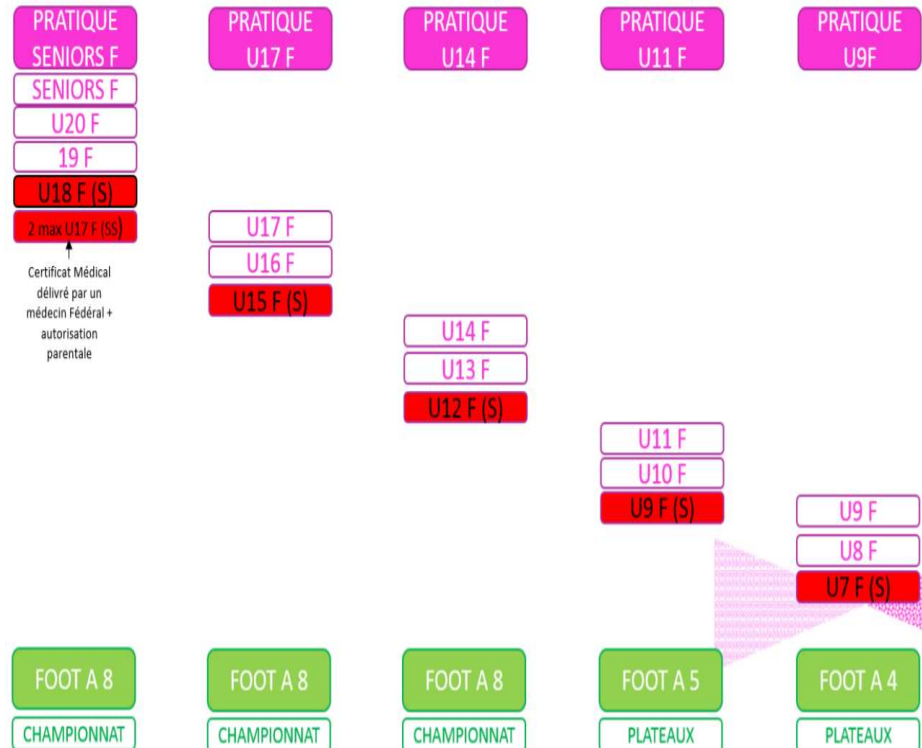 PRATIQUE
SENIORS F
SENIORS F
U20 F
19 F
U18 F (S)
2 max U17 F (SS)
Certificat Médical
délivré par un
médecin Fédéral +
autorisation
parentale
FOOT A 8
CHAMPIONNAT
PRATIQUE
U17 F
U17 F
U16 F
U15 F (S)
FOOT A 8
CHAMPIONNAT
PRATIQUE
U14 F
U14 F
U13 F
U12 F (S)
FOOT A 8
CHAMPIONNAT
PRATIQUE
U11 F
U11 F
U10 F
U9 F (S)
FOOT A 5
PLATEAUX
PRATIQUE
U9F
U9 F
U8 F
U7 F (S)
FOOT A 4
PLATEAUX